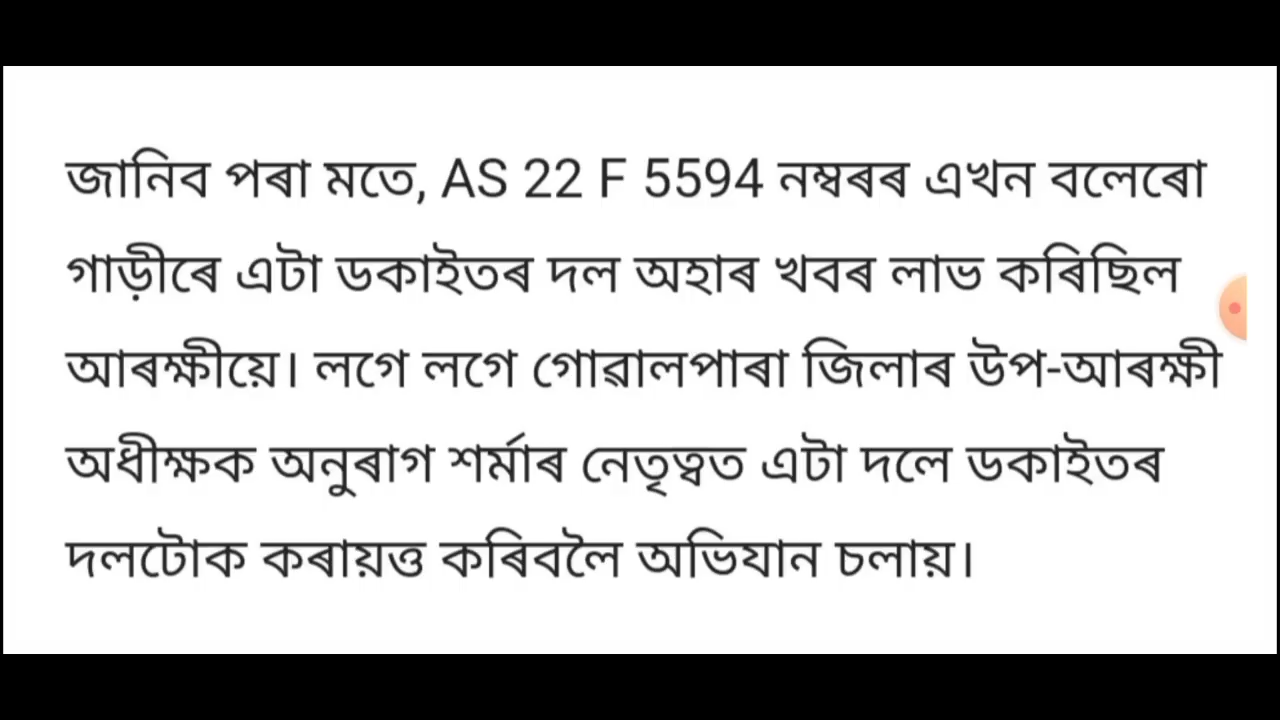 জানিব পৰা মতে, AS 22 F 5594 নম্বৰৰ এখন বলেৰো
গাড়ীৰে এটা ডকাইতৰ দল অহাৰ খবৰ লাভ কৰিছিল
আৰক্ষীয়ে। লগে লগে গোৱালপাৰা জিলাৰ উপ-আৰক্ষী
অধীক্ষক অনুৰাগ শৰ্মাৰ নেতৃত্বত এটা দলে ডকাইতৰ
দলটোক কৰায়ত্ত কৰিবলৈ অভিযান চলায়।